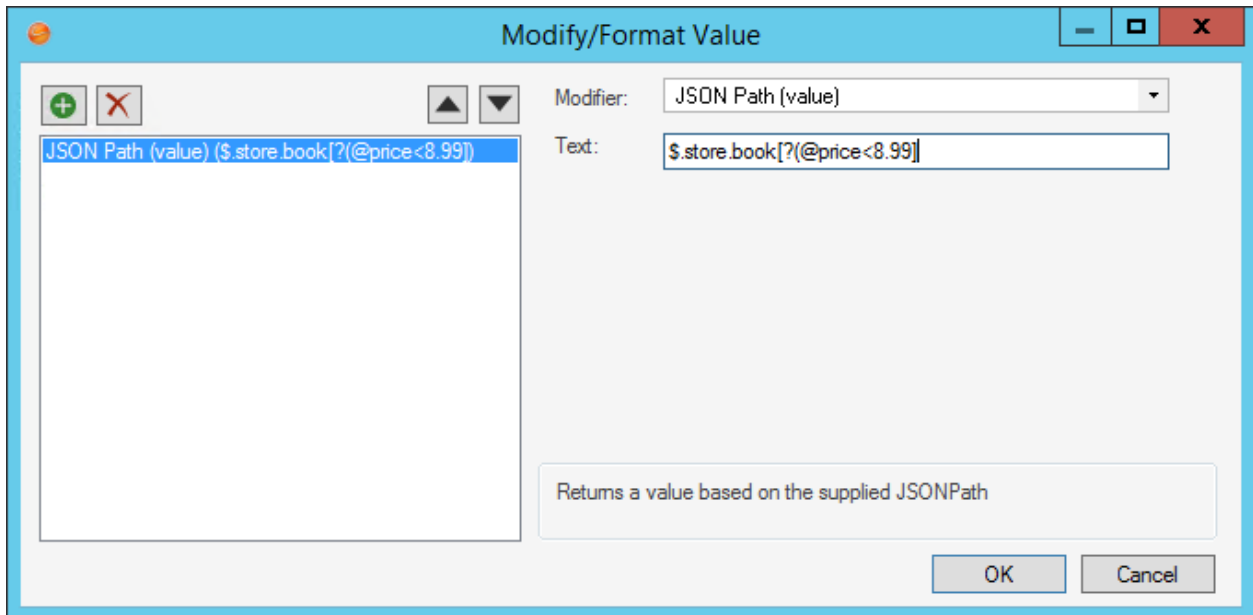 Modify/Format Value
Modifier: JSON Path (value)
JSON Path (value) ($.store.book[?(@price<8.99])
Text: $.store.book[?(@price<8.99]
Returns a value based on the supplied JSONPath
OK Cancel